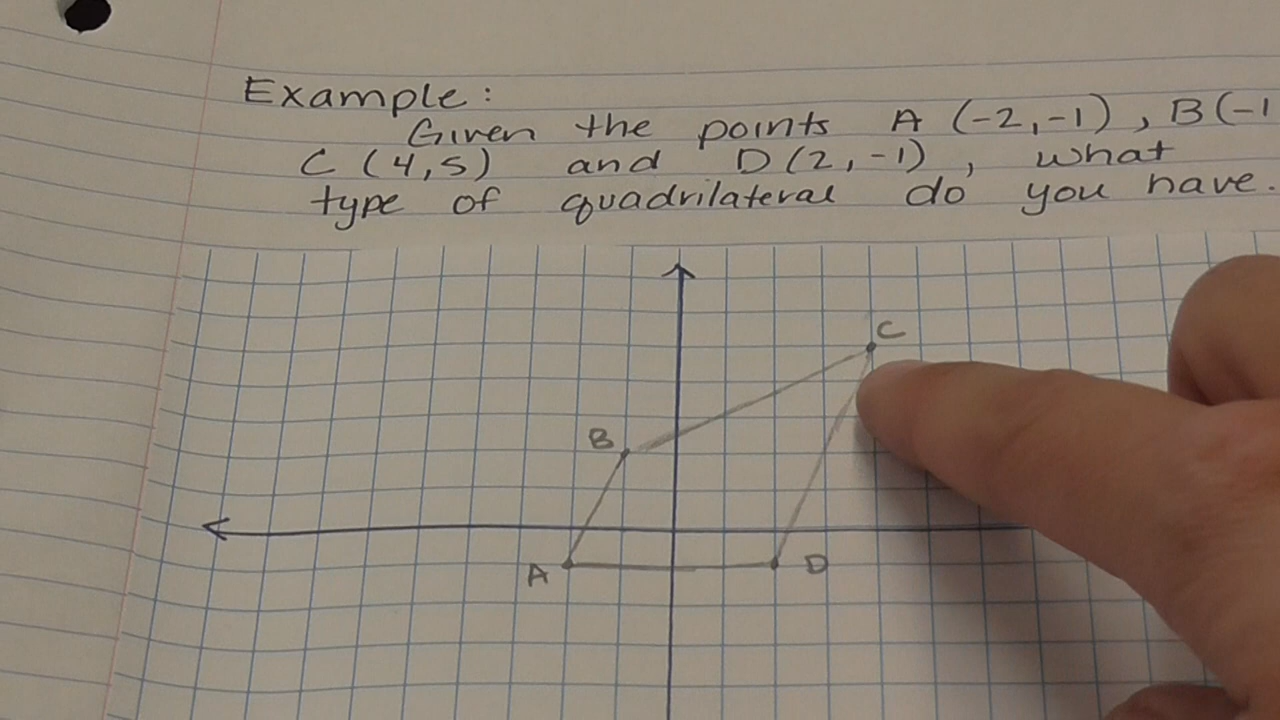 Example:
Given the points A (-2,-1), B(-1
C (4,5) and D(2,-1), what
type of quadrilateral do you have.
C
B
A
D